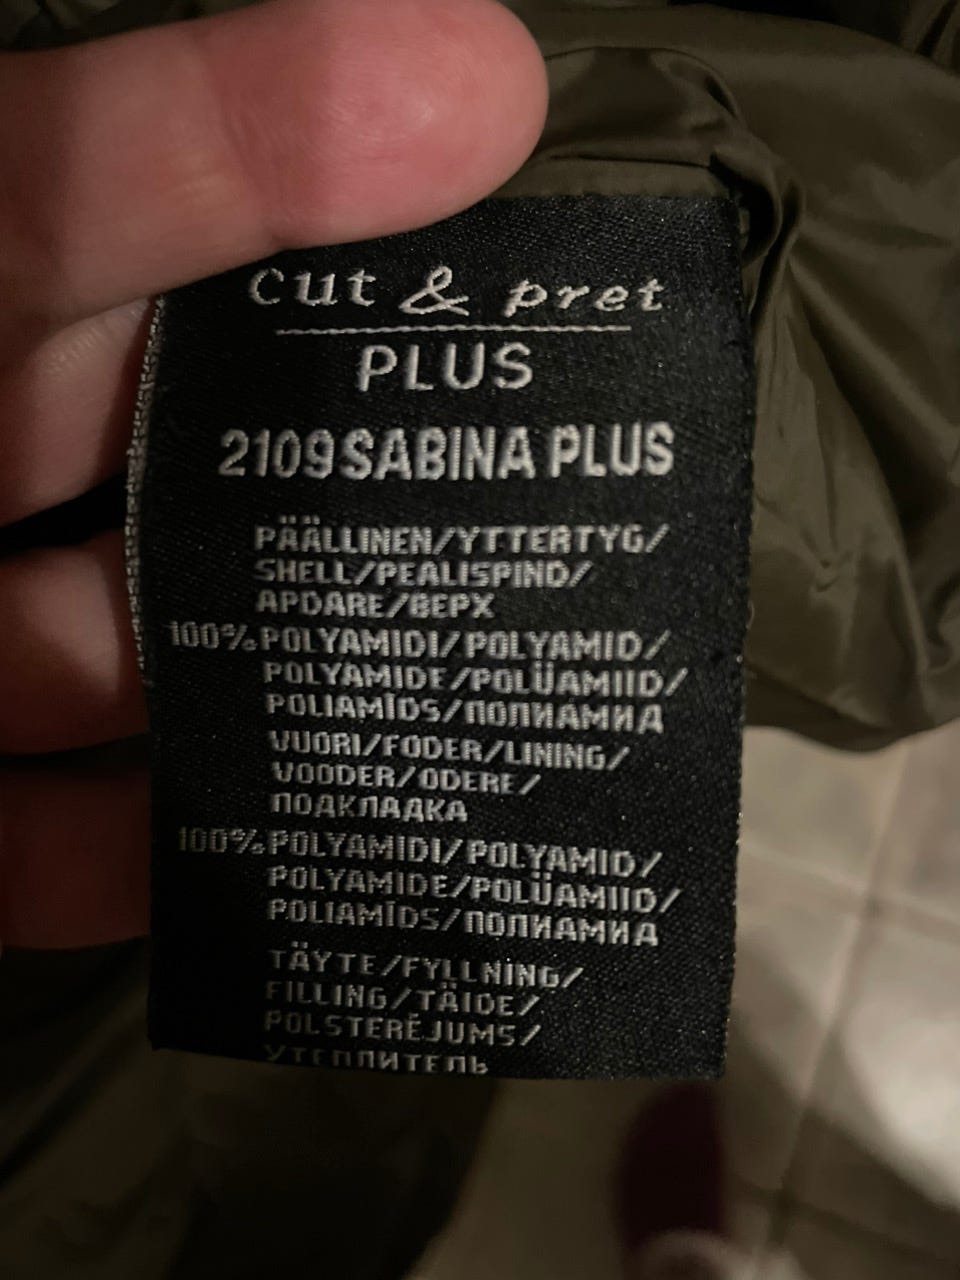 cut & pret
PLUS
2109SABINA PLUS
PÄÄLLINEN/YTTERTYG/
SHELL/PEALISPIND/
APDARE/ВЕРХ
100%POLYAMIDI/POLYAMID/
POLYAMIDE/POLÜAMIID/
POLIAMĪDS/ПОЛИАМИД
VUORI/FODER/LINING/
VOODER/ODERE/
ПОДКЛАДКА
100%POLYAMIDI/POLYAMID/
POLYAMIDE/POLÜAMIID/
POLIAMĪDS/ПОЛИАМИД
TÄYTE/FYLLNING/
FILLING/TÄIDE/
POLSTERĒJUMS/
УТЕПЛИТЕЛЬ